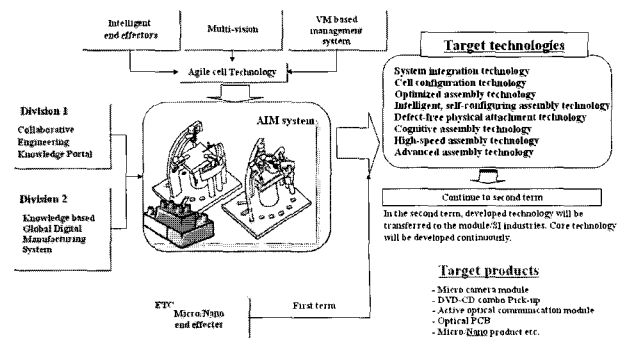 Intelligent
end effectors
Multi-vision
VM based
management
system
Agile cell Technology
Division 1
Collaborative
Engineering
Knowledge Portal
Division 2
Knowledge based
Global Digital
Manufacturing
System
AIM system
ETC
Micro/Nano
end effecter
First term
Target technologies
System integration technology
Cell configuration technology
Optimized assembly technology
Intelligent, self-configuring assembly technology
Defect-free physical attachment technology
Cognitive assembly technology
High-speed assembly technology
Advanced assembly technology
Continue to second term
In the second term, developed technology will be
transferred to the module/SI industries. Core technology
will be developed continuously.
Target products
- Micro camera module
- DVD-CD combo Pick-up
- Active optical communication module
- Optical PCB
- Micro/Nano product etc.